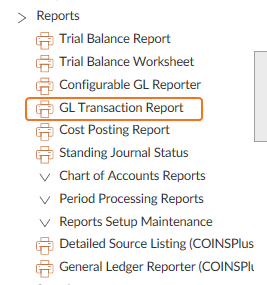 Reports
Trial Balance Report
Trial Balance Worksheet
Configurable GL Reporter
GL Transaction Report
Cost Posting Report
Standing Journal Status
Chart of Accounts Reports
Period Processing Reports
Reports Setup Maintenance
Detailed Source Listing (COINSPlus
General Ledger Reporter (COINSPlu